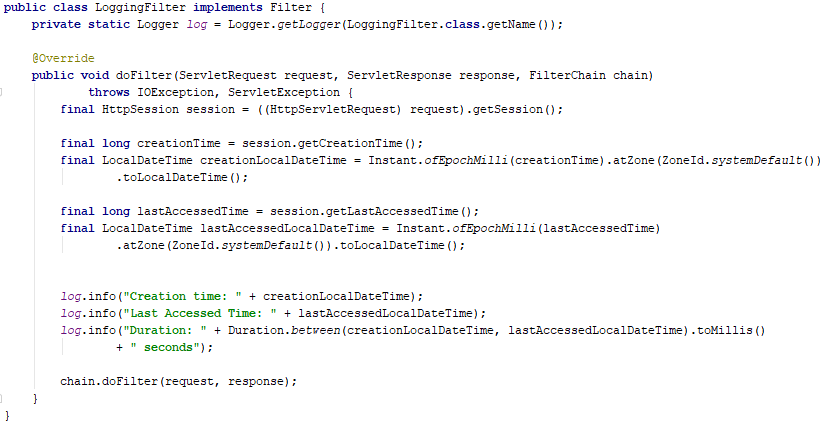 public class LoggingFilter implements Filter {
    private static Logger log = Logger.getLogger(LoggingFilter.class.getName());

    @Override
    public void doFilter(ServletRequest request, ServletResponse response, FilterChain chain)
            throws IOException, ServletException {
        final HttpSession session = ((HttpServletRequest) request).getSession();

        final long creationTime = session.getCreationTime();
        final LocalDateTime creationLocalDateTime = Instant.ofEpochMilli(creationTime).atZone(ZoneId.systemDefault())
                .toLocalDateTime();

        final long lastAccessedTime = session.getLastAccessedTime();
        final LocalDateTime lastAccessedLocalDateTime = Instant.ofEpochMilli(lastAccessedTime)
                .atZone(ZoneId.systemDefault()).toLocalDateTime();


        log.info("Creation time: " + creationLocalDateTime);
        log.info("Last Accessed Time: " + lastAccessedLocalDateTime);
        log.info("Duration: " + Duration.between(creationLocalDateTime, lastAccessedLocalDateTime).toMillis()
                + " seconds");

        chain.doFilter(request, response);
    }
}